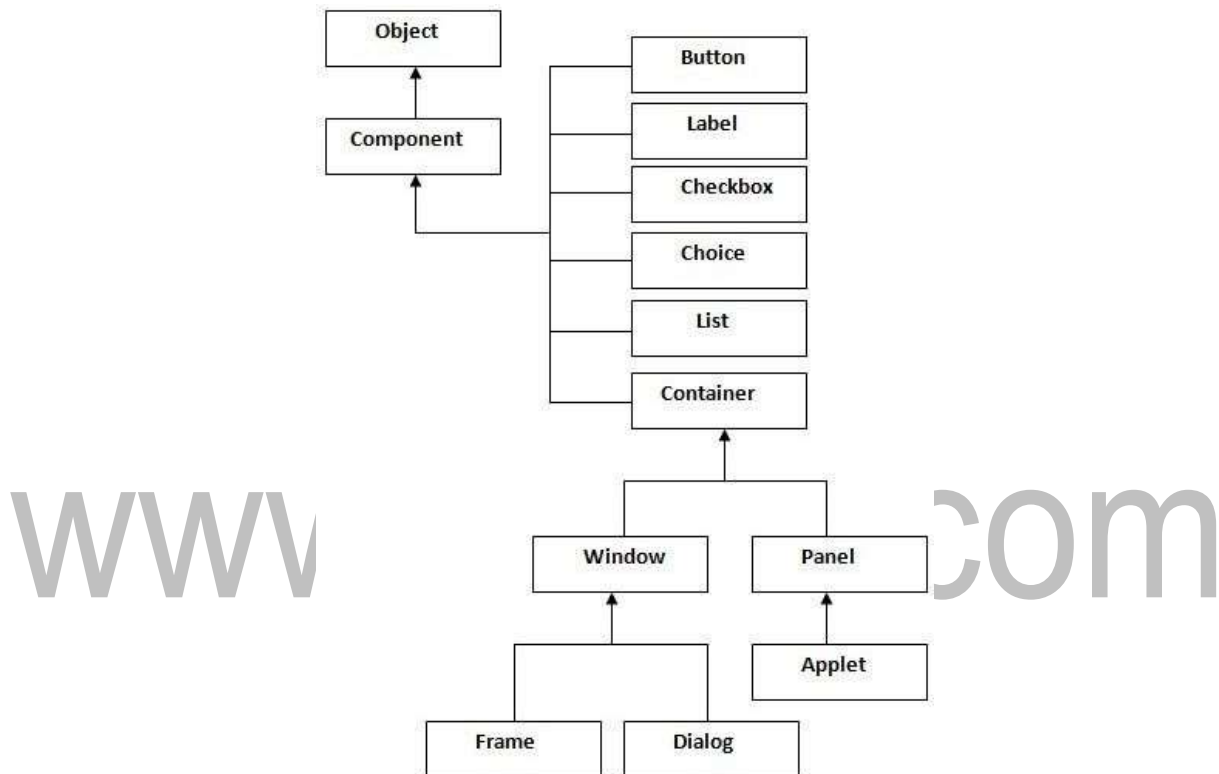 Object
Button
Label
Component
Checkbox
Choice
List
Container
Window
Panel
Applet
Frame
Dialog